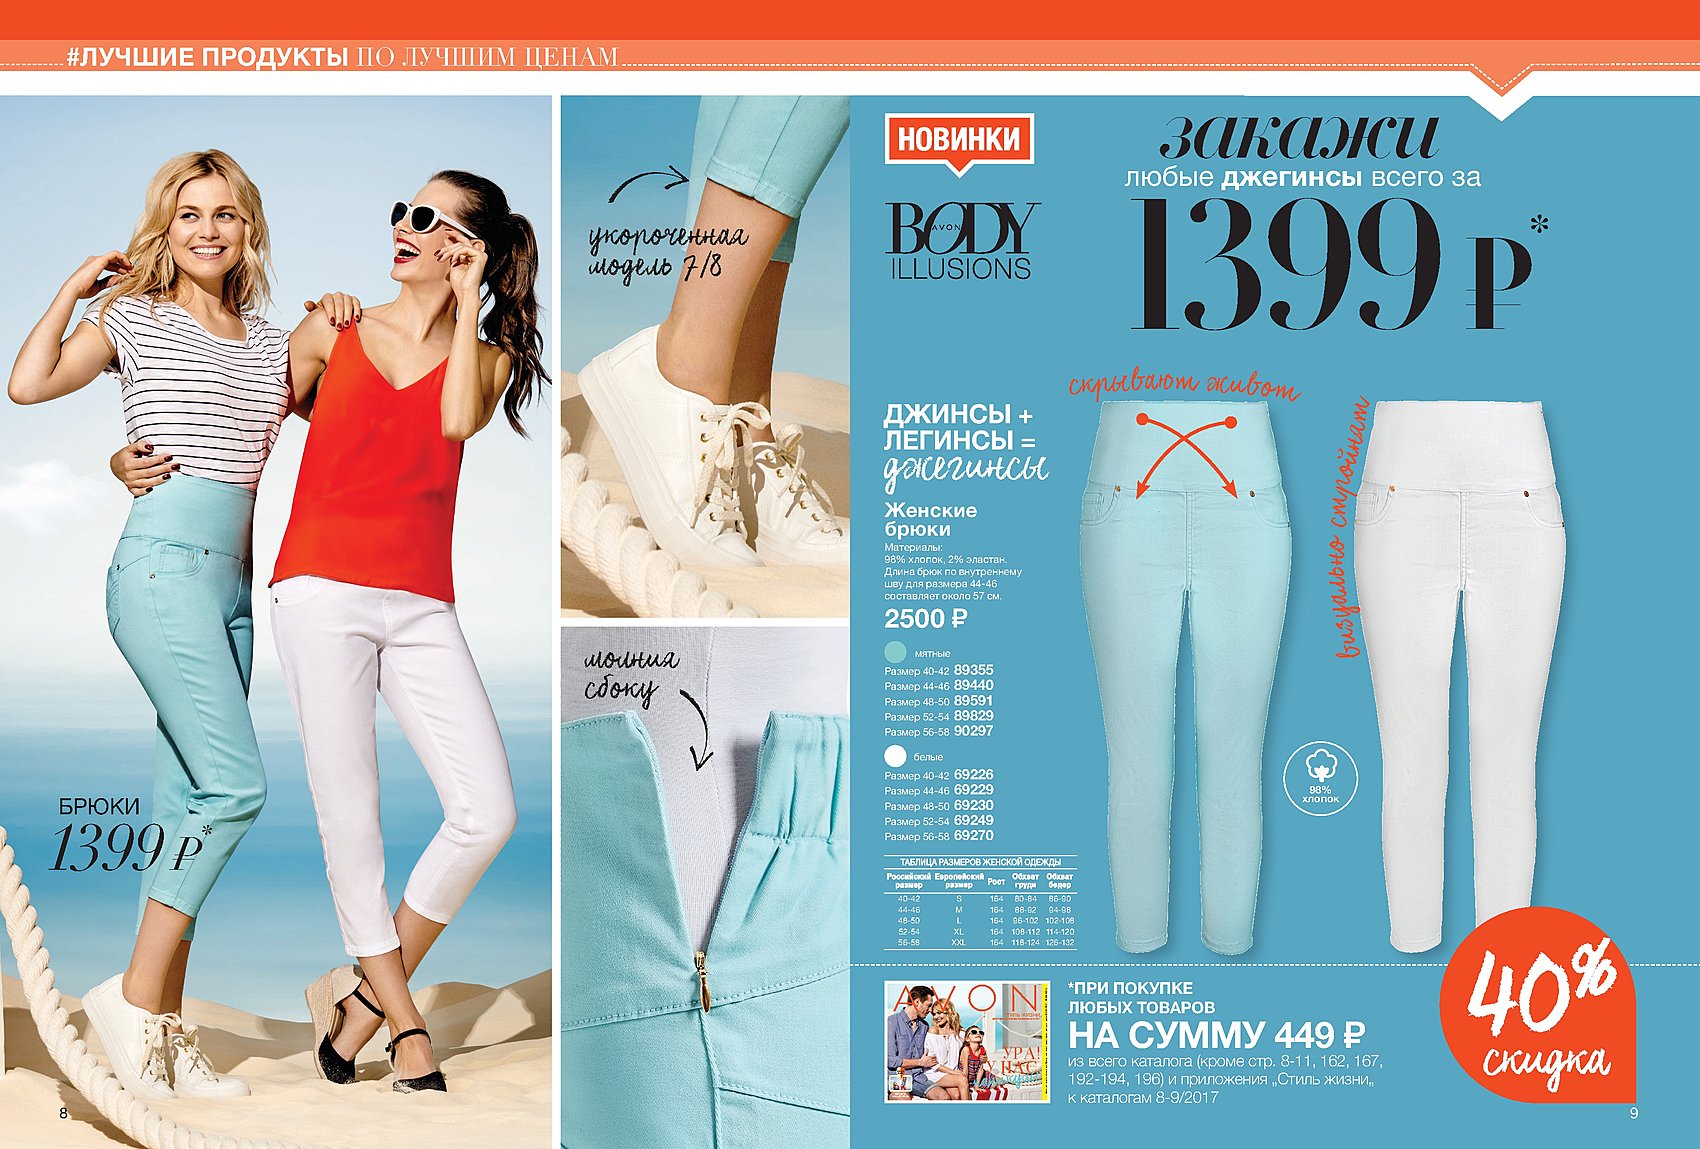 #ЛУЧШИЕ ПРОДУКТЫ ПО ЛУЧШИМ ЦЕНАМ
БРЮКИ
1399 ₽*
8
укороченная
модель 7/8
молния
сбоку
НОВИНКИ
AVON
BODY
ILLUSIONS
закажи
любые джегинсы всего за
1399 ₽*
скрывают живот
визуально стройнят
ДЖИНСЫ +
ЛЕГИНСЫ =
джегинсы
Женские
брюки
Материалы:
98% хлопок, 2% эластан.
Длина брюк по внутреннему
шву для размера 44-46
составляет около 57 см.
2500 ₽
мятные
Размер 40-42 89355
Размер 44-46 89440
Размер 48-50 89591
Размер 52-54 89829
Размер 56-58 90297
белые
Размер 40-42 69226
Размер 44-46 69229
Размер 48-50 69230
Размер 52-54 69249
Размер 56-58 69270
98%
ХЛОПОК
ТАБЛИЦА РАЗМЕРОВ ЖЕНСКОЙ ОДЕЖДЫ
Российский размер Европейский размер Рост Обхват груди Обхват бедер
40-42 S 164 80-84 86-90
44-46 M 164 88-92 94-98
48-50 L 164 96-102 102-108
52-54 XL 164 108-112 114-120
56-58 XXL 164 118-124 126-132
AVON
СТИЛЬ ЖИЗНИ
УРА!
У НАС
*ПРИ ПОКУПКЕ
ЛЮБЫХ ТОВАРОВ
НА СУММУ 449 ₽
из всего каталога (кроме стр. 8-11, 162, 167,
192-194, 196) и приложения „Стиль жизни„
к каталогам 8-9/2017
40%
скидка
9